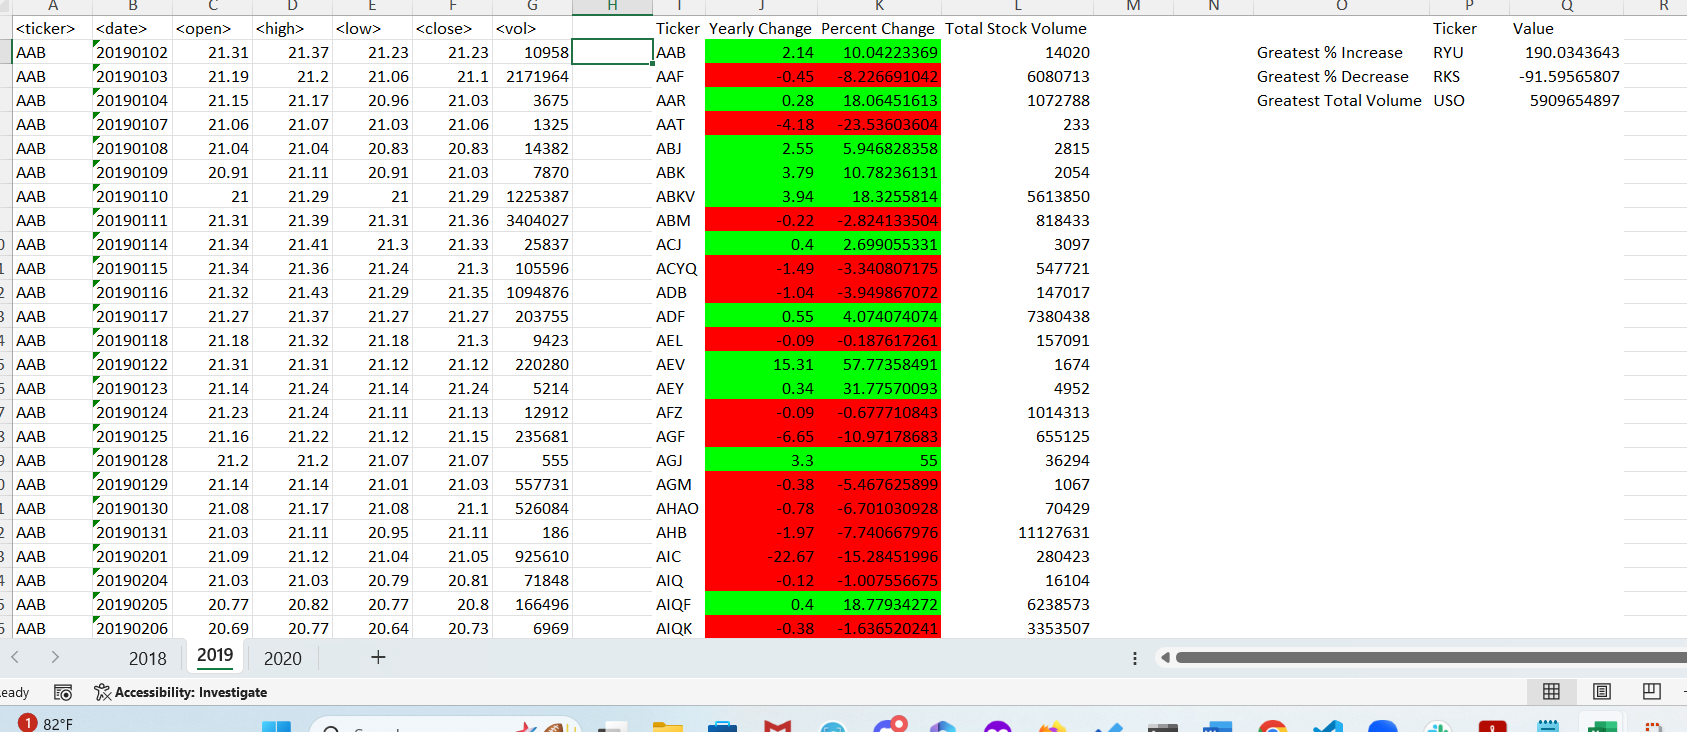 A B C D E F G H I J K L M N O P Q R
<ticker> <date> <open> <high> <low> <close> <vol> Ticker Yearly Change Percent Change Total Stock Volume Ticker Value
AAB 20190102 21.31 21.37 21.23 21.23 10958 AAB 2.14 10.04223369 14020 Greatest % Increase RYU 190.0343643
AAB 20190103 21.19 21.2 21.06 21.1 2171964 AAF -0.45 -8.226691042 6080713 Greatest % Decrease RKS -91.59565807
AAB 20190104 21.15 21.17 20.96 21.03 3675 AAR 0.28 18.06451613 1072788 Greatest Total Volume USO 5909654897
AAB 20190107 21.06 21.07 21.03 21.06 1325 AAT -4.18 -23.53603604 233
AAB 20190108 21.04 21.04 20.83 20.83 14382 ABJ 2.55 5.946828358 2815
AAB 20190109 20.91 21.11 20.91 21.03 7870 ABK 3.79 10.78236131 2054
AAB 20190110 21 21.29 21 21.29 1225387 ABKV 3.94 18.3255814 5613850
AAB 20190111 21.31 21.39 21.31 21.36 3404027 ABM -0.22 -2.824133504 818433
AAB 20190114 21.34 21.41 21.3 21.33 25837 ACJ 0.4 2.699055331 3097
AAB 20190115 21.34 21.36 21.24 21.3 105596 ACYQ -1.49 -3.340807175 547721
AAB 20190116 21.32 21.43 21.29 21.35 1094876 ADB -1.04 -3.949867072 147017
AAB 20190117 21.27 21.37 21.27 21.27 203755 ADF 0.55 4.074074074 7380438
AAB 20190118 21.18 21.32 21.18 21.3 9423 AEL -0.09 -0.187617261 157091
AAB 20190122 21.31 21.31 21.12 21.12 220280 AEV 15.31 57.77358491 1674
AAB 20190123 21.14 21.24 21.14 21.24 5214 AEY 0.34 31.77570093 4952
AAB 20190124 21.23 21.24 21.11 21.13 12912 AFZ -0.09 -0.677710843 1014313
AAB 20190125 21.16 21.22 21.12 21.15 235681 AGF -6.65 -10.97178683 655125
AAB 20190128 21.2 21.2 21.07 21.07 555 AGJ 3.3 55 36294
AAB 20190129 21.14 21.14 21.01 21.03 557731 AGM -0.38 -5.467625899 1067
AAB 20190130 21.08 21.17 21.08 21.1 526084 AHAO -0.78 -6.701030928 70429
AAB 20190131 21.03 21.11 20.95 21.11 186 AHB -1.97 -7.740667976 11127631
AAB 20190201 21.09 21.12 21.04 21.05 925610 AIC -22.67 -15.28451996 280423
AAB 20190204 21.03 21.03 20.79 20.81 71848 AIQ -0.12 -1.007556675 16104
AAB 20190205 20.77 20.82 20.77 20.8 166496 AIQF 0.4 18.77934272 6238573
AAB 20190206 20.69 20.77 20.64 20.73 6969 AIQK -0.38 -1.636520241 3353507
2018 2019 2020 +
eady Accessibility: Investigate
1 82°F